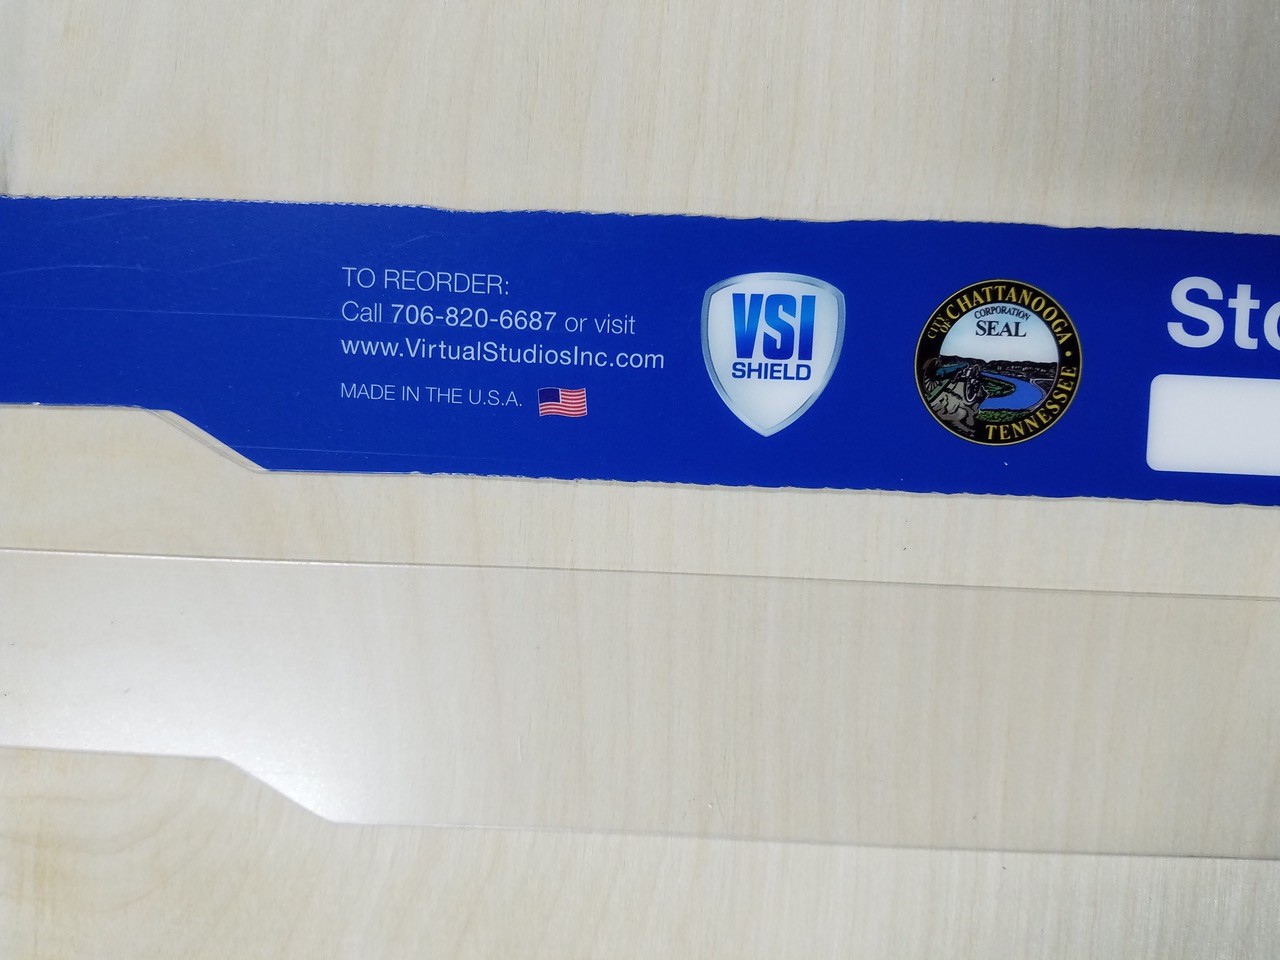 TO REORDER:
Call 706-820-6687 or visit
www.VirtualStudiosInc.com
MADE IN THE U.S.A.
VSI
SHIELD
CITY OF CHATTANOOGA
CORPORATION
SEAL
TENNESSEE